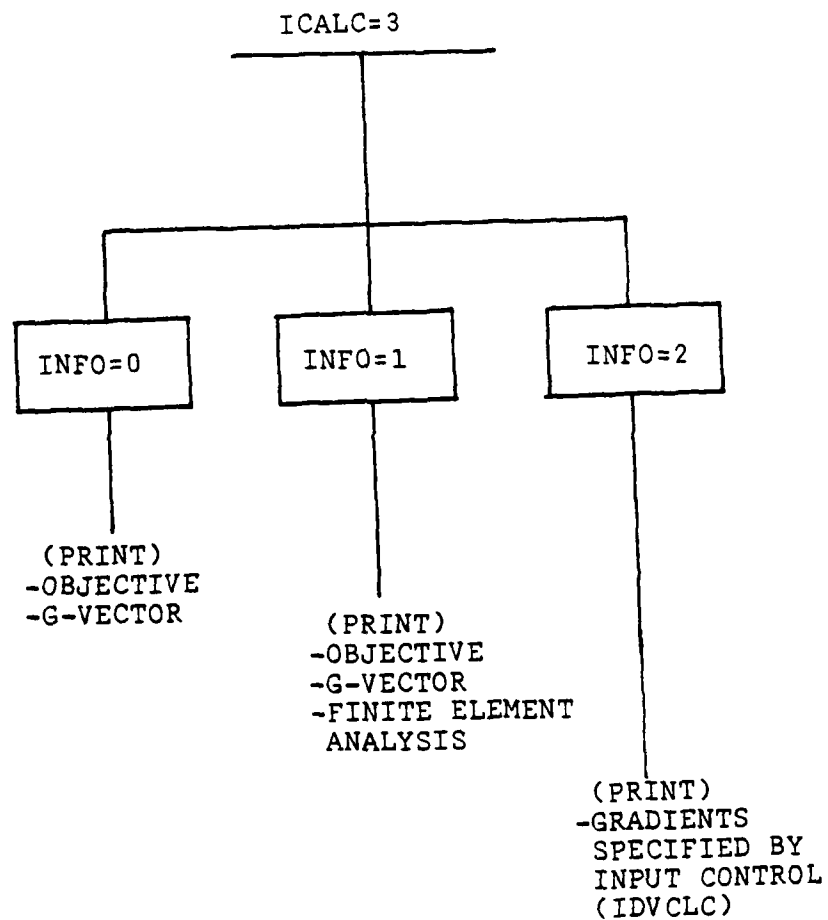 ICALC=3
INFO=0
INFO=1
INFO=2
(PRINT)
-OBJECTIVE
-G-VECTOR
(PRINT)
-OBJECTIVE
-G-VECTOR
-FINITE ELEMENT
ANALYSIS
(PRINT)
-GRADIENTS
SPECIFIED BY
INPUT CONTROL
(IDVCLC)